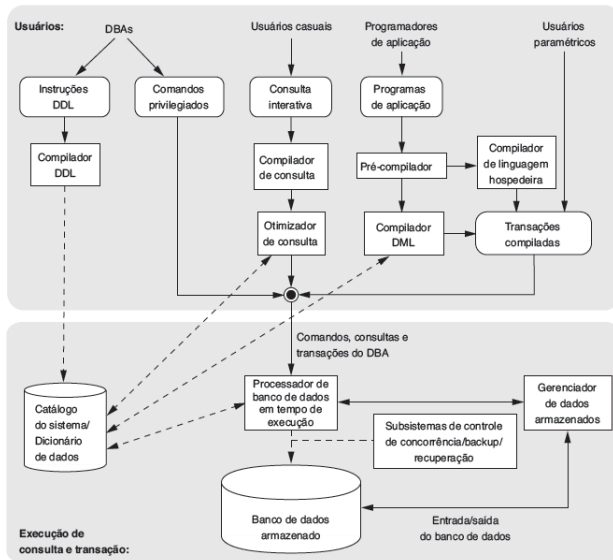 Usuários:
DBAs
Usuários casuais
Programadores
de aplicação
Usuários
paramétricos
Instruções
DDL
Comandos
privilegiados
Consulta
interativa
Programas
de aplicação
Compilador
DDL
Compilador
de consulta
Pré-compilador
Compilador
de linguagem
hospedeira
Otimizador
de consulta
Compilador
DML
Transações
compiladas
Comandos, consultas e
transações do DBA
Catálogo
do sistema/
Dicionário
de dados
Processador de
banco de dados
em tempo de
execução
Gerenciador
de dados
armazenados
Subsistemas de controle
de concorrência/backup/
recuperação
Banco de dados
armazenado
Entrada/saída
do banco de dados
Execução de
consulta e transação: